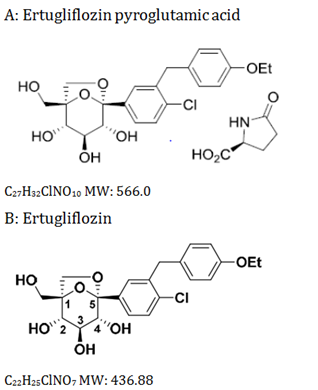 A: Ertugliflozin pyroglutamic acid
HO
O
O
OEt
Cl
HO
OH
OH
O
HN
HO₂C
C₂₇H₃₂ClNO₁₀ MW: 566.0
B: Ertugliflozin
HO
O
O
OEt
1
5
Cl
HO
2
3
4
OH
OH
C₂₂H₂₅ClNO₇ MW: 436.88